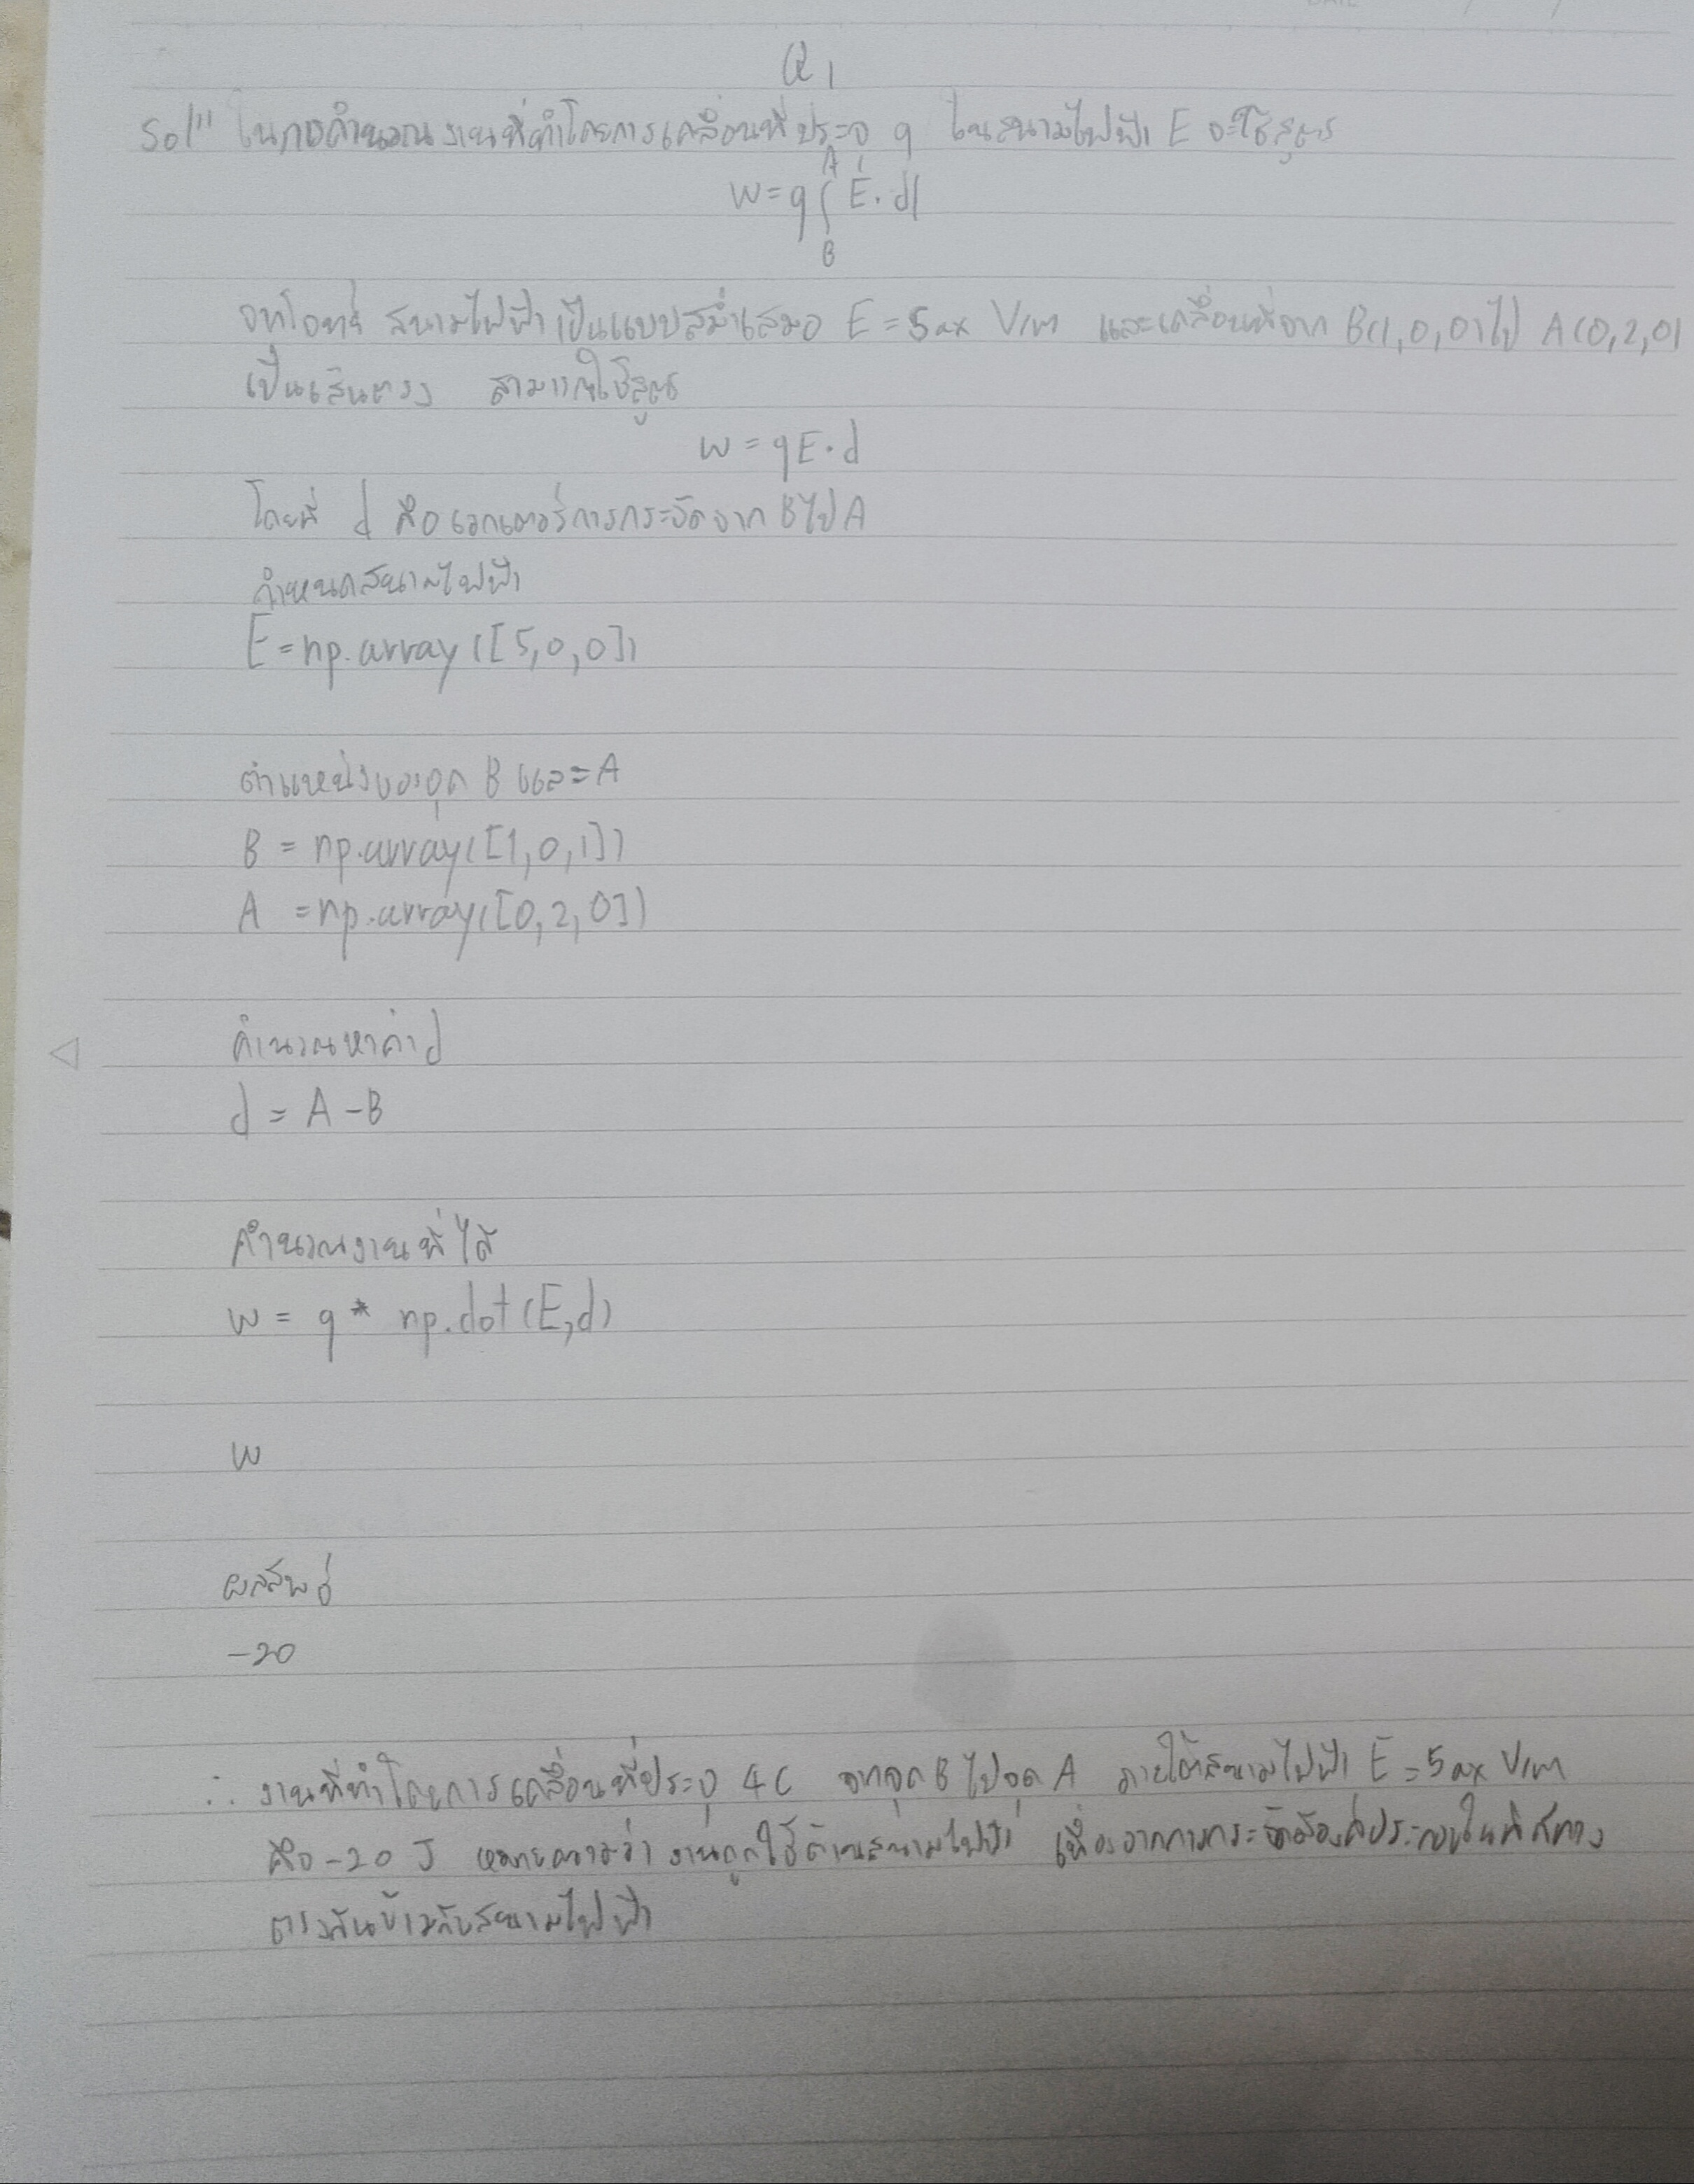 Q 1
Sol" ในการคำนวณงานที่ทำโดยการเคลื่อนที่ประจุ q ในสนามไฟฟ้า E จะใช้สูตร
A
W = q∫ E · dl
B
จากโจทย์ สนามไฟฟ้าเป็นแบบสม่ำเสมอ E = 5ax V/m และเคลื่อนที่จาก B(1,0,0) ไป A(0,2,0)
เป็นเส้นตรง สามารถใช้สูตร
W = qE·d
โดยที่ d คือเวกเตอร์การกระจัดจาก B ไป A
กำหนดสนามไฟฟ้า
E = np.array([5,0,0])
ตำแหน่งของจุด B และ A
B = np.array([1,0,1])
A = np.array([0,2,0])
คำนวณหาค่า d
d = A - B
คำนวณงานที่ได้
W = q * np.dot(E,d)
W
ผลลัพธ์
-20
∴ งานที่ทำโดยการเคลื่อนที่ประจุ 4C จากจุด B ไปจุด A ภายใต้สนามไฟฟ้า E = 5ax V/m
คือ -20 J หมายความว่า งานถูกใช้ต้านสนามไฟฟ้า เนื่องจากการกระจัดของประจุในทิศทาง
ตรงกันข้ามกับสนามไฟฟ้า